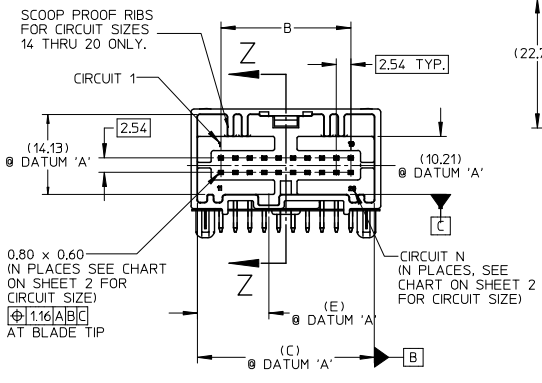 SCOOP PROOF RIBS
FOR CIRCUIT SIZES
14 THRU 20 ONLY.
B
Z
2.54 TYP.
CIRCUIT 1
2.54
(14.13)
@ DATUM 'A'
(10.21)
@ DATUM 'A'
C
0.80 x 0.60
(N PLACES SEE CHART
ON SHEET 2 FOR
CIRCUIT SIZE)
⌖ 1.16 A B C
AT BLADE TIP
CIRCUIT N
(N PLACES, SEE
CHART ON SHEET 2
FOR CIRCUIT SIZE)
Z
(E)
@ DATUM 'A'
(C)
@ DATUM 'A'
B